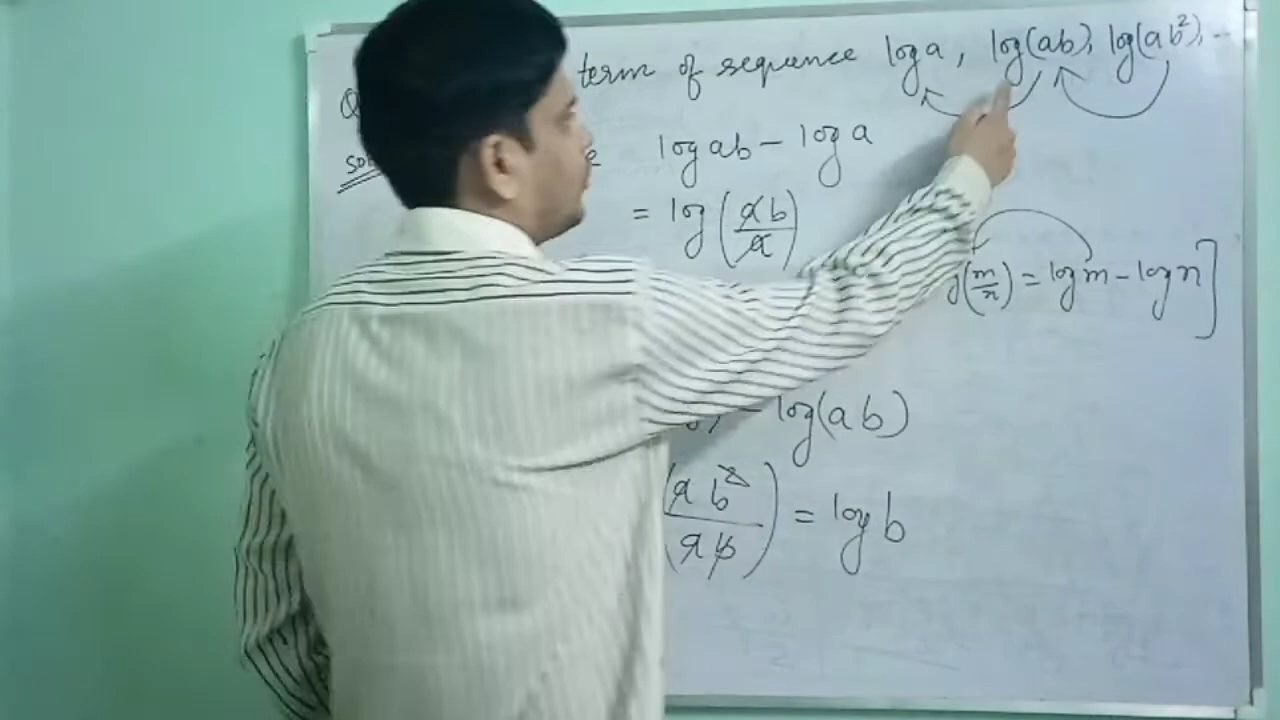 Q term of sequence log a, log(ab), log(ab²), ...
sol e log ab - log a
= log (ab/a)
(m/n) = log m - log n]
- log(ab)
(ab²/ab) = log b